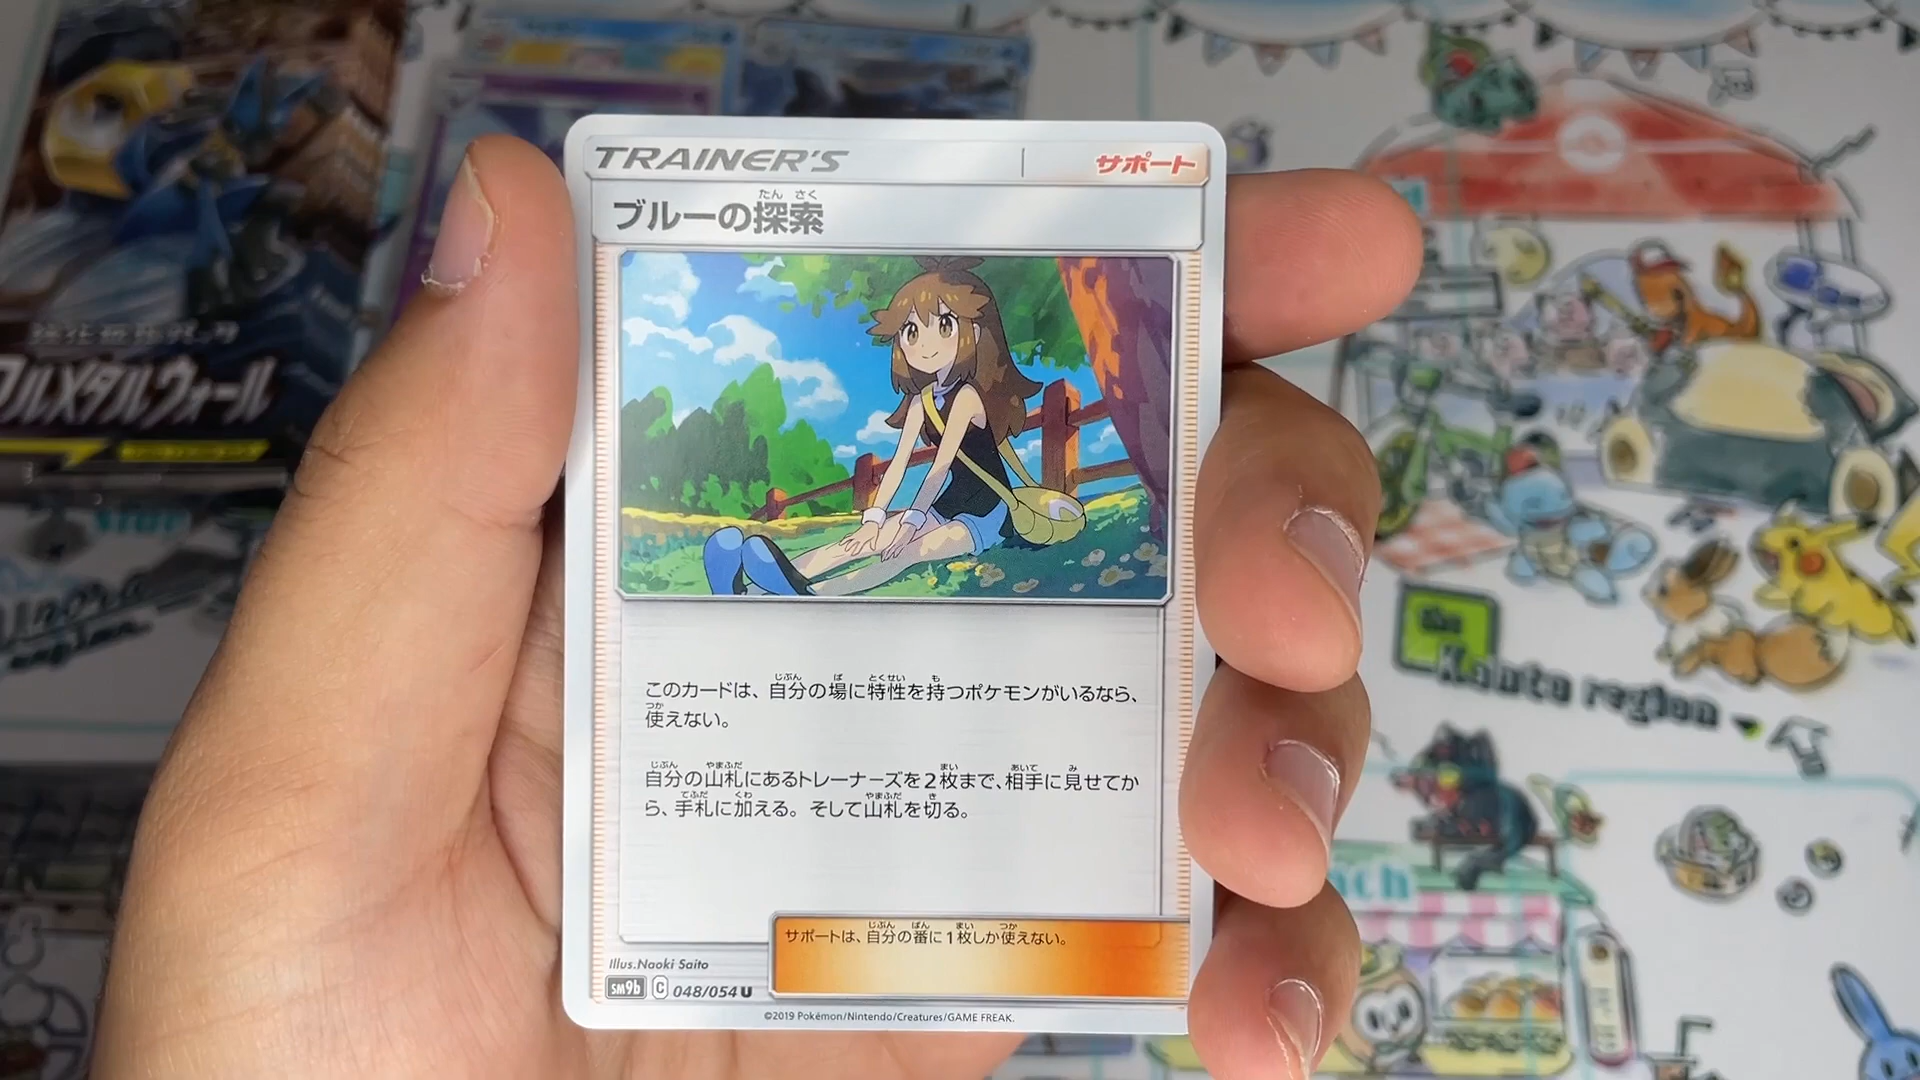 TRAINER'S
サポート
たん さく
ブルーの探索
じぶん ば とくせい も
このカードは、自分の場に特性を持つポケモンがいるなら、
つか
使えない。
じぶん やまふだ まい あいて み
自分の山札にあるトレーナーズを2枚まで、相手に見せてか
てふだ くわ やまふだ き
ら、手札に加える。そして山札を切る。
じぶん ばん まい つか
サポートは、自分の番に1枚しか使えない。
Illus.Naoki Saito
sm9b C 048/054 U
©2019 Pokémon/Nintendo/Creatures/GAME FREAK.
ルメタルウォール
the
Kanto region